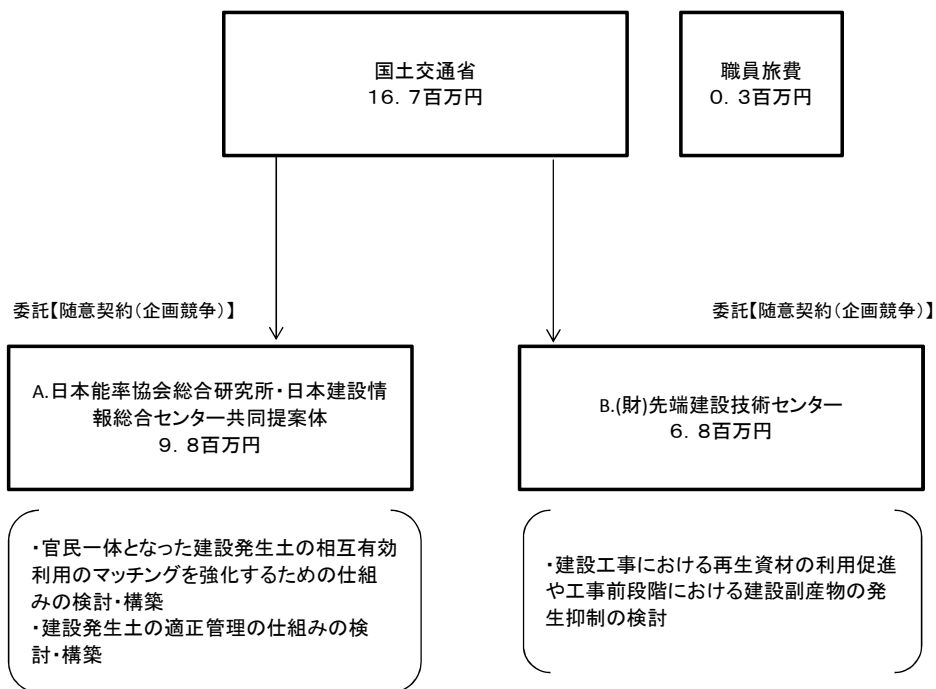 国土交通省
１６．７百万円
職員旅費
０．３百万円
委託【随意契約（企画競争）】
委託【随意契約（企画競争）】
A.日本能率協会総合研究所・日本建設情
報総合センター共同提案体
９．８百万円
B.(財)先端建設技術センター
６．８百万円
・官民一体となった建設発生土の相互有効
利用のマッチングを強化するための仕組
みの検討・構築
・建設発生土の適正管理の仕組みの検
討・構築
・建設工事における再生資材の利用促進
や工事前段階における建設副産物の発
生抑制の検討